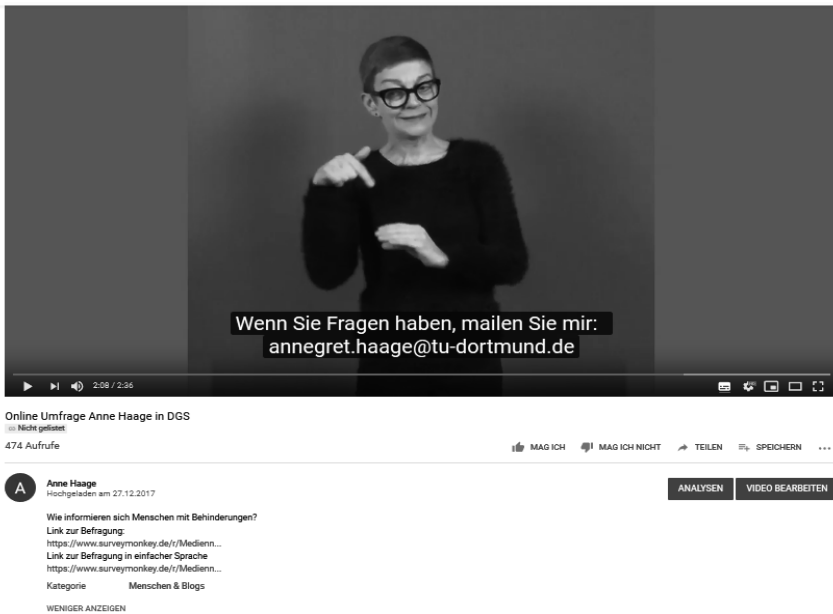 Wenn Sie Fragen haben, mailen Sie mir:
annegret.haage@tu-dortmund.de
2:08 / 2:36
Online Umfrage Anne Haage in DGS
Nicht gelistet
474 Aufrufe
MAG ICH MAG ICH NICHT TEILEN SPEICHERN ...
A
Anne Haage
Hochgeladen am 27.12.2017
ANALYSEN VIDEO BEARBEITEN
Wie informieren sich Menschen mit Behinderungen?
Link zur Befragung:
https://www.surveymonkey.de/r/Medienn...
Link zur Befragung in einfacher Sprache
https://www.surveymonkey.de/r/Medienn...
Kategorie Menschen & Blogs
WENIGER ANZEIGEN